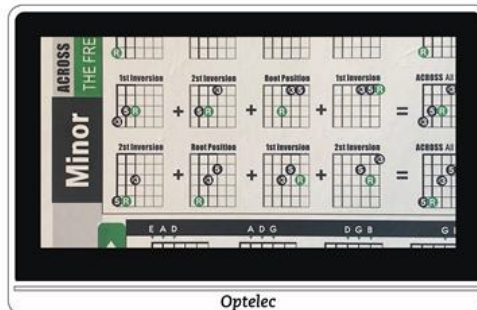 ACROSS
THE FRE
Minor
R
R
1st Inversion 2st Inversion Root Position 1st Inversion ACROSS All
+ + + =
2st Inversion Root Position 1st Inversion 2st Inversion ACROSS All
+ + + =
E A D A D G D G B G
Optelec